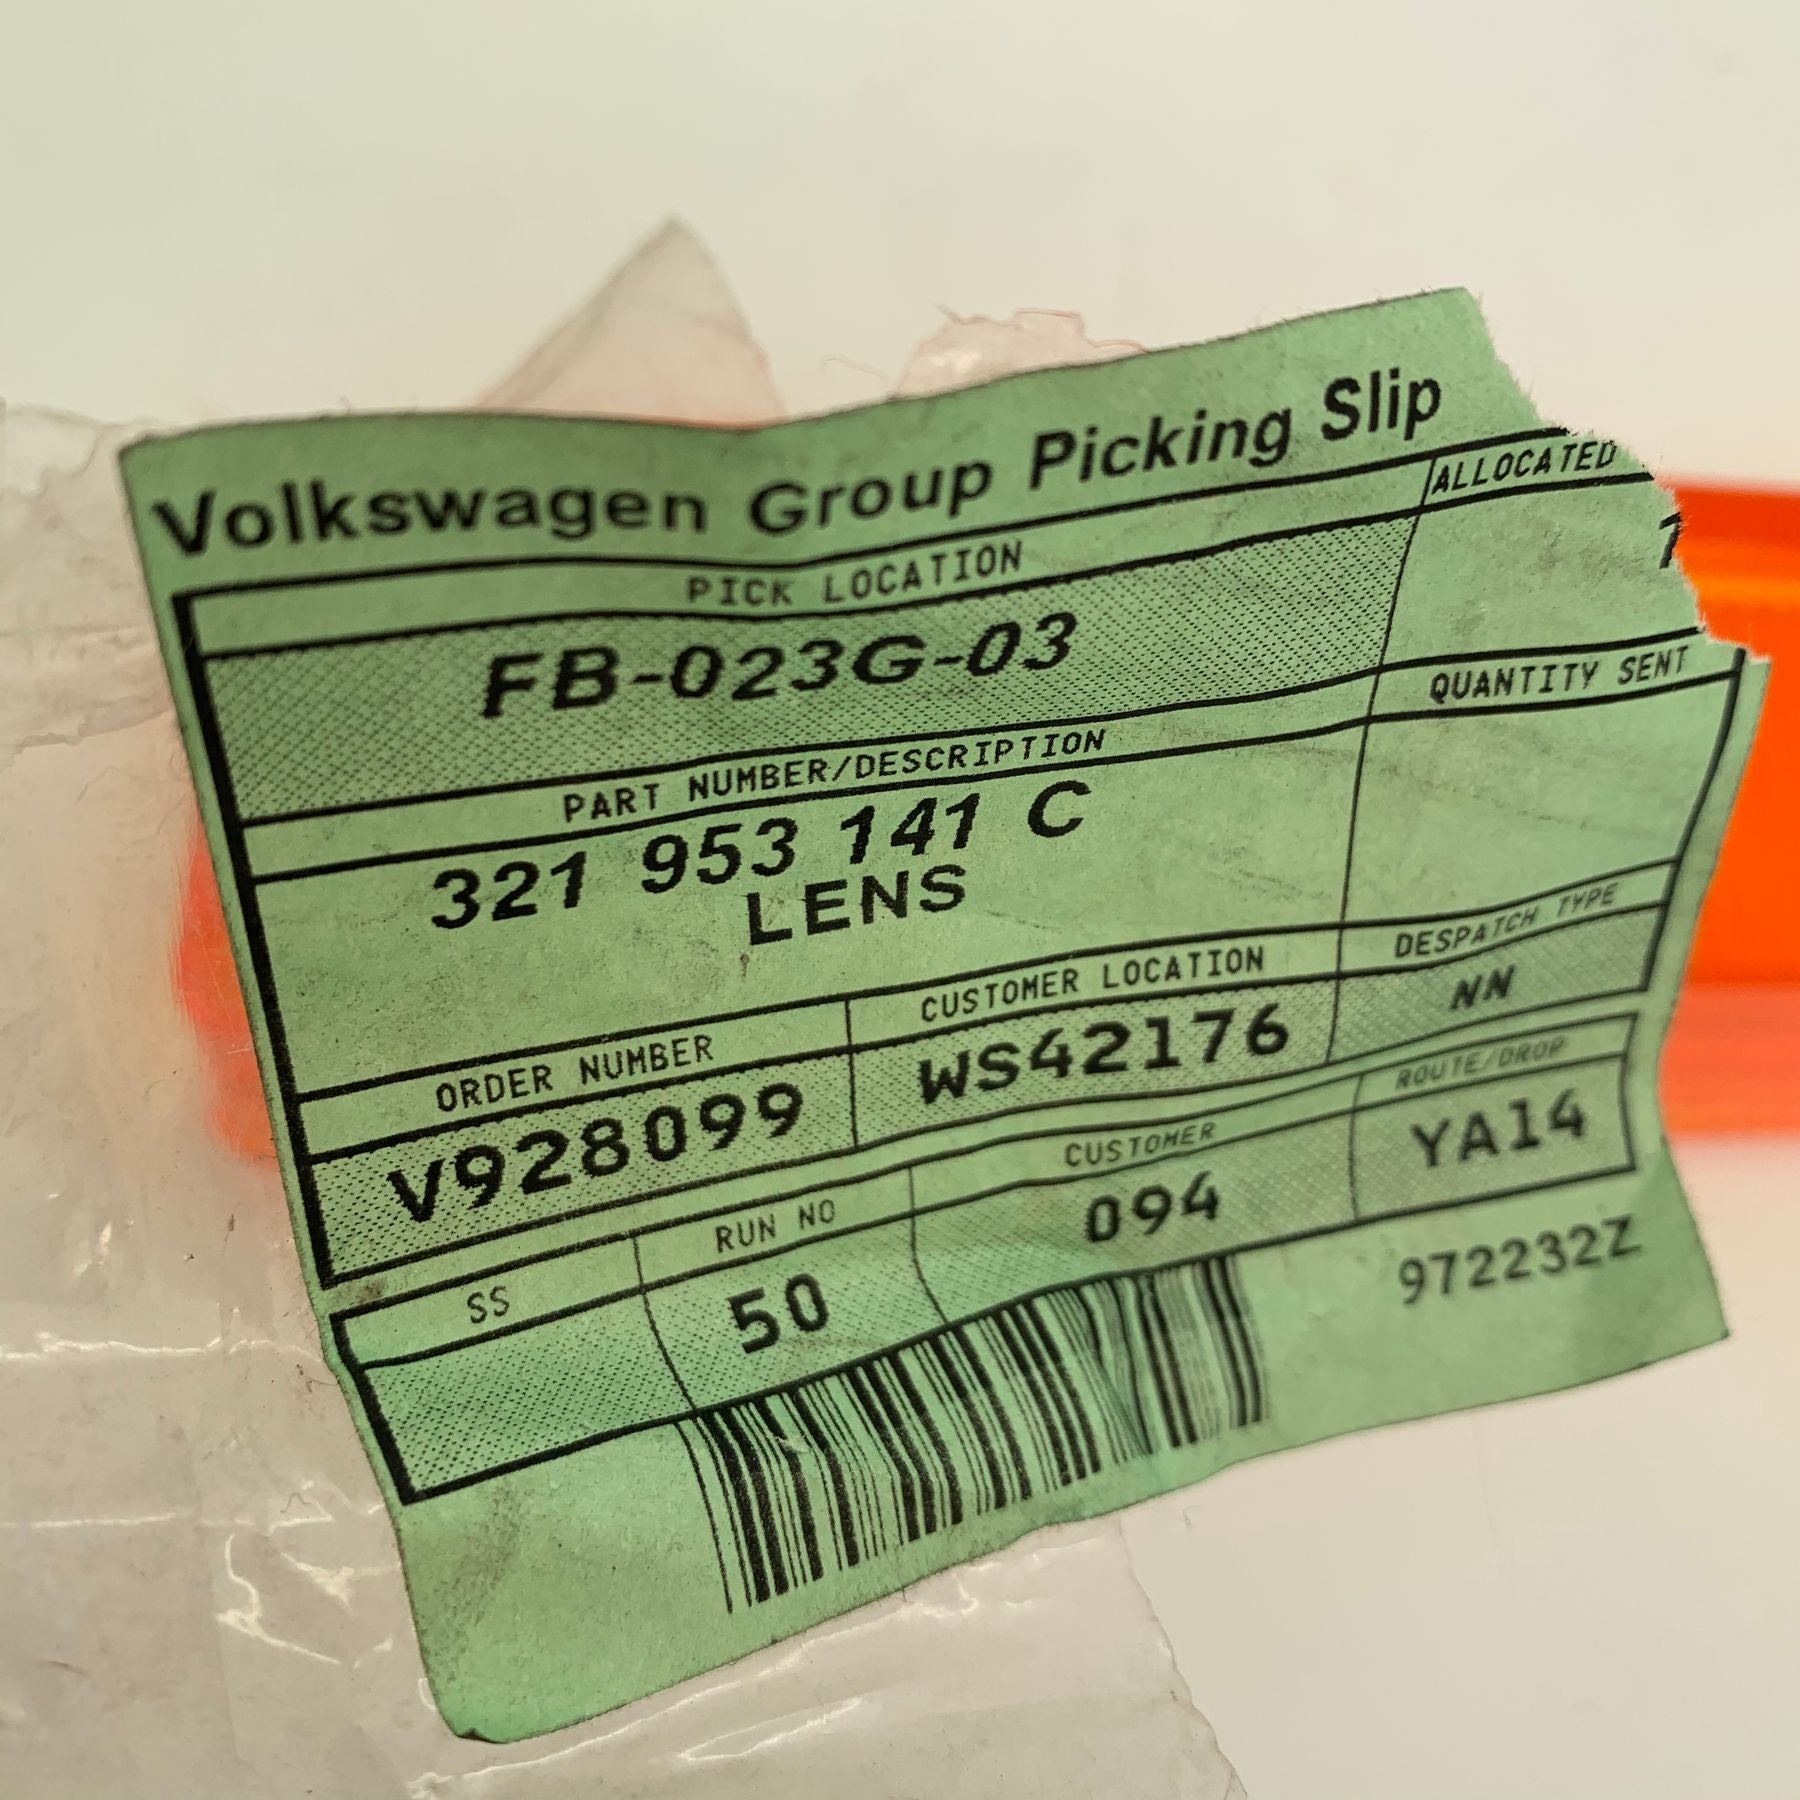 Volkswagen Group Picking Slip
PICK LOCATION
ALLOCATED
FB-023G-03
QUANTITY SENT
PART NUMBER/DESCRIPTION
321 953 141 C
LENS
ORDER NUMBER
CUSTOMER LOCATION
DESPATCH TYPE
V928099
WS42176
NN
SS
RUN NO
CUSTOMER
ROUTE/DROP
50
094
YA14
972232Z